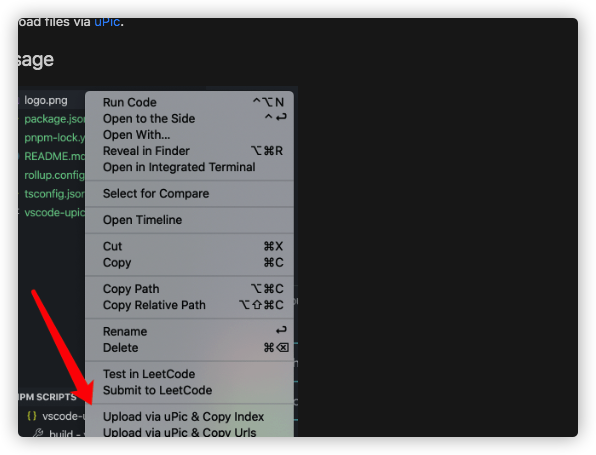 oad files via uPic.
sage
logo.png
package.jso
pnpm-lock.y
README.md
rollup.config
tsconfig.json
vscode-upic
Run Code ^⌥N
Open to the Side ^⏎
Open With...
Reveal in Finder ⌥⌘R
Open in Integrated Terminal
Select for Compare
Open Timeline
Cut ⌘X
Copy ⌘C
Copy Path ⌥⌘C
Copy Relative Path ⌥⇧⌘C
Rename ⏎
Delete ⌘⌫
Test in LeetCode
Submit to LeetCode
Upload via uPic & Copy Index
Upload via uPic & Copy Urls
NPM SCRIPTS
{} vscode-u
build -